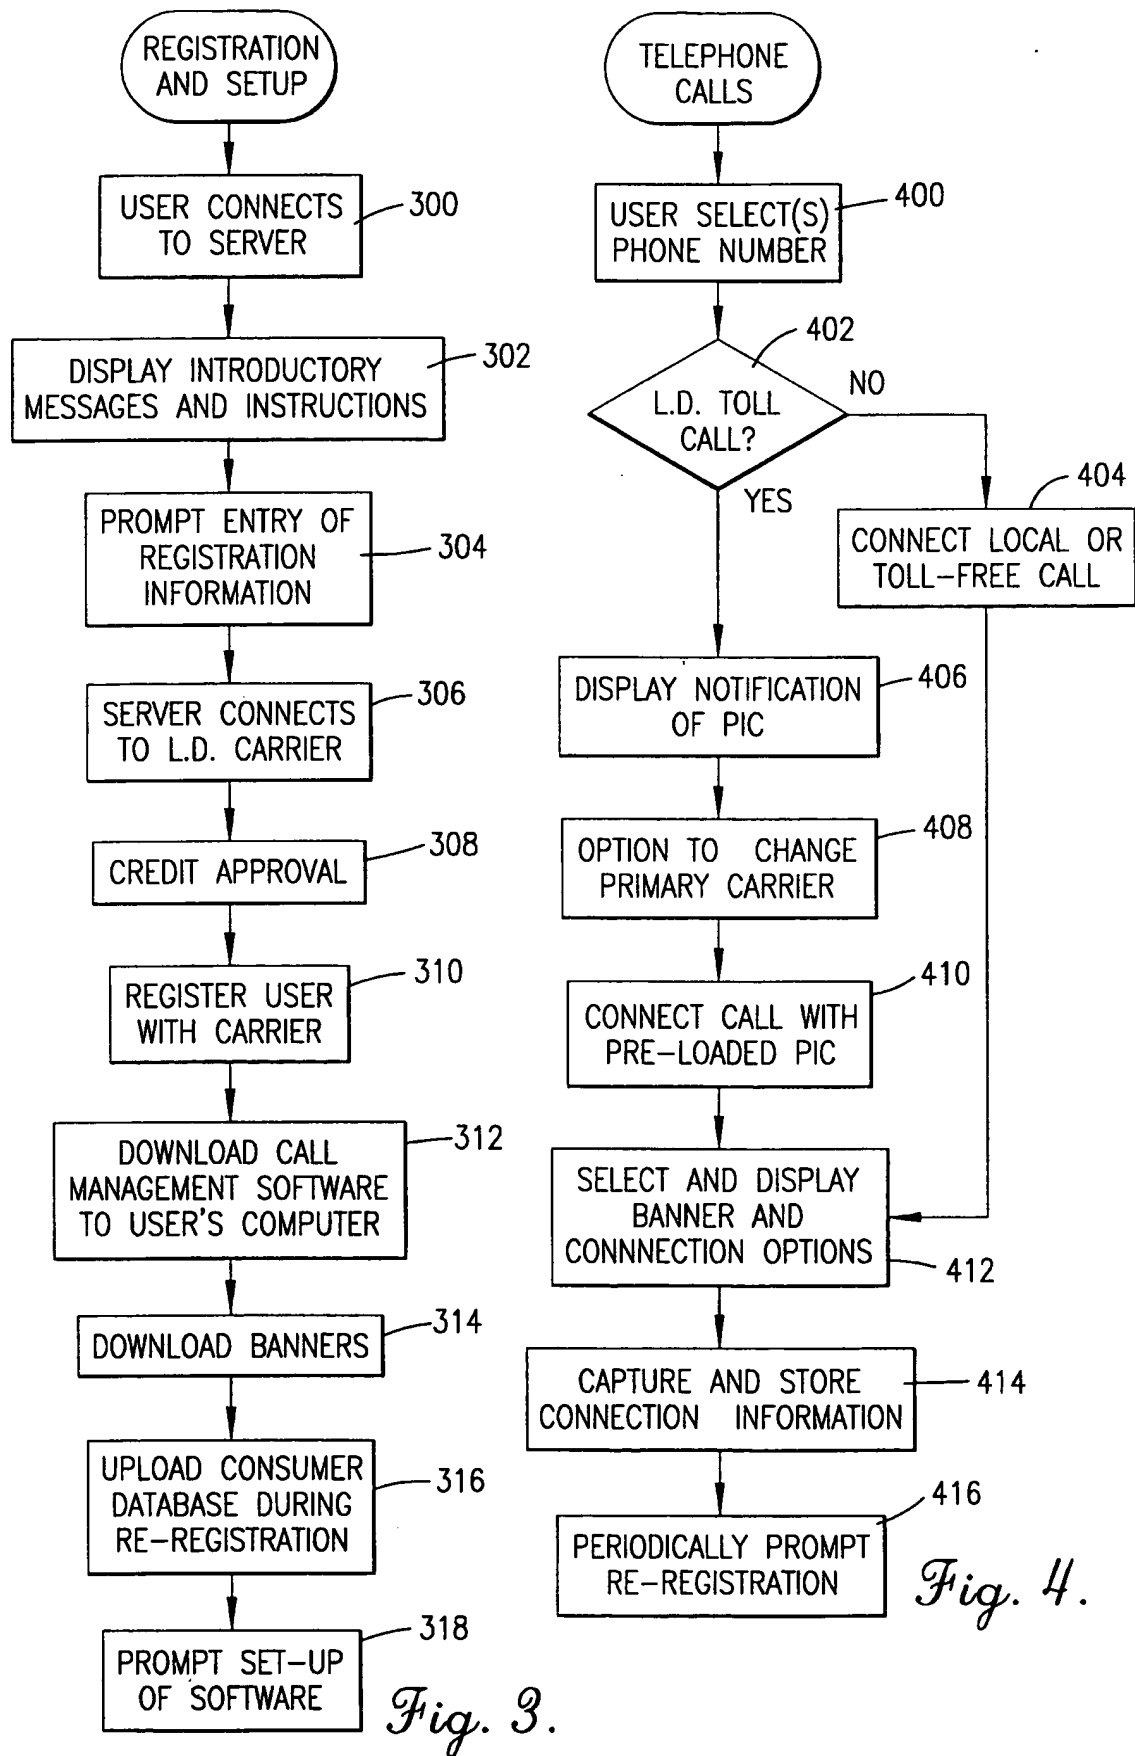 REGISTRATION
AND SETUP
USER CONNECTS
TO SERVER
300
DISPLAY INTRODUCTORY
MESSAGES AND INSTRUCTIONS
302
PROMPT ENTRY OF
REGISTRATION
INFORMATION
304
SERVER CONNECTS
TO L.D. CARRIER
306
CREDIT APPROVAL
308
REGISTER USER
WITH CARRIER
310
DOWNLOAD CALL
MANAGEMENT SOFTWARE
TO USER'S COMPUTER
312
DOWNLOAD BANNERS
314
UPLOAD CONSUMER
DATABASE DURING
RE-REGISTRATION
316
PROMPT SET-UP
OF SOFTWARE
318
Fig. 3.
TELEPHONE
CALLS
USER SELECT(S)
PHONE NUMBER
400
L.D. TOLL
CALL?
402
NO
YES
CONNECT LOCAL OR
TOLL-FREE CALL
404
DISPLAY NOTIFICATION
OF PIC
406
OPTION TO CHANGE
PRIMARY CARRIER
408
CONNECT CALL WITH
PRE-LOADED PIC
410
SELECT AND DISPLAY
BANNER AND
CONNNECTION OPTIONS
412
CAPTURE AND STORE
CONNECTION INFORMATION
414
PERIODICALLY PROMPT
RE-REGISTRATION
416
Fig. 4.